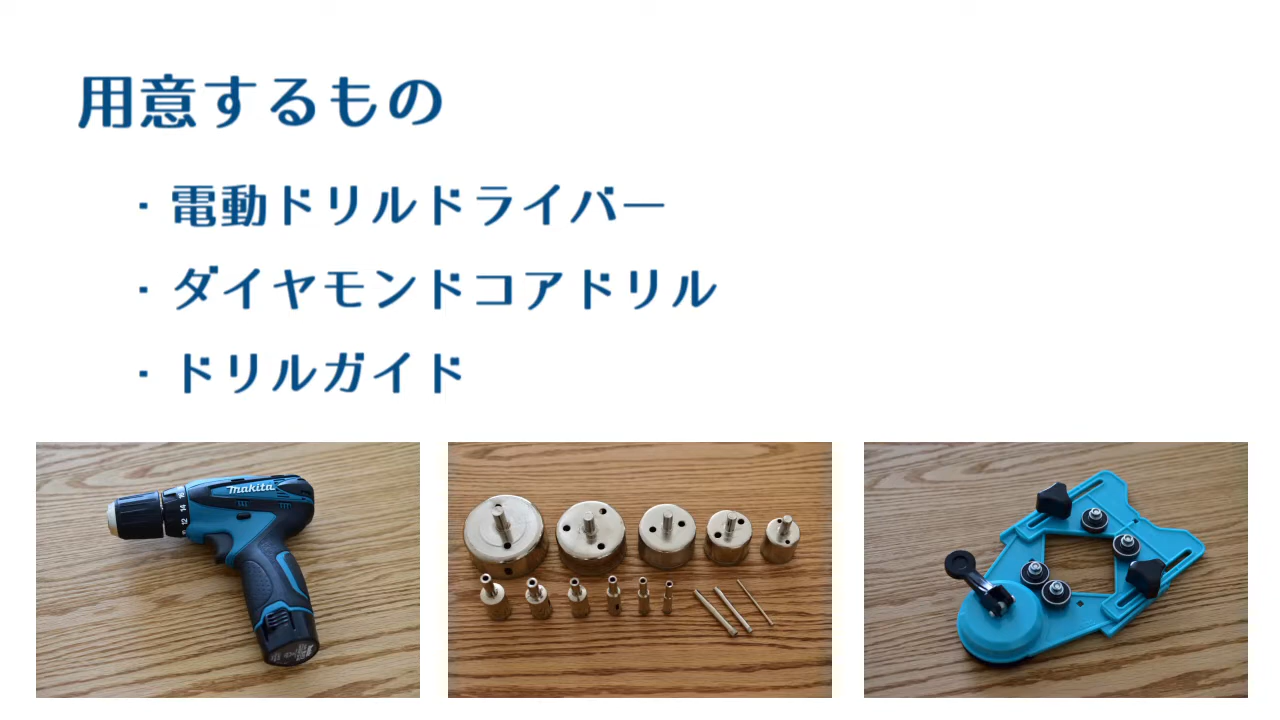 用意するもの
・電動ドリルドライバー
・ダイヤモンドコアドリル
・ドリルガイド
makita